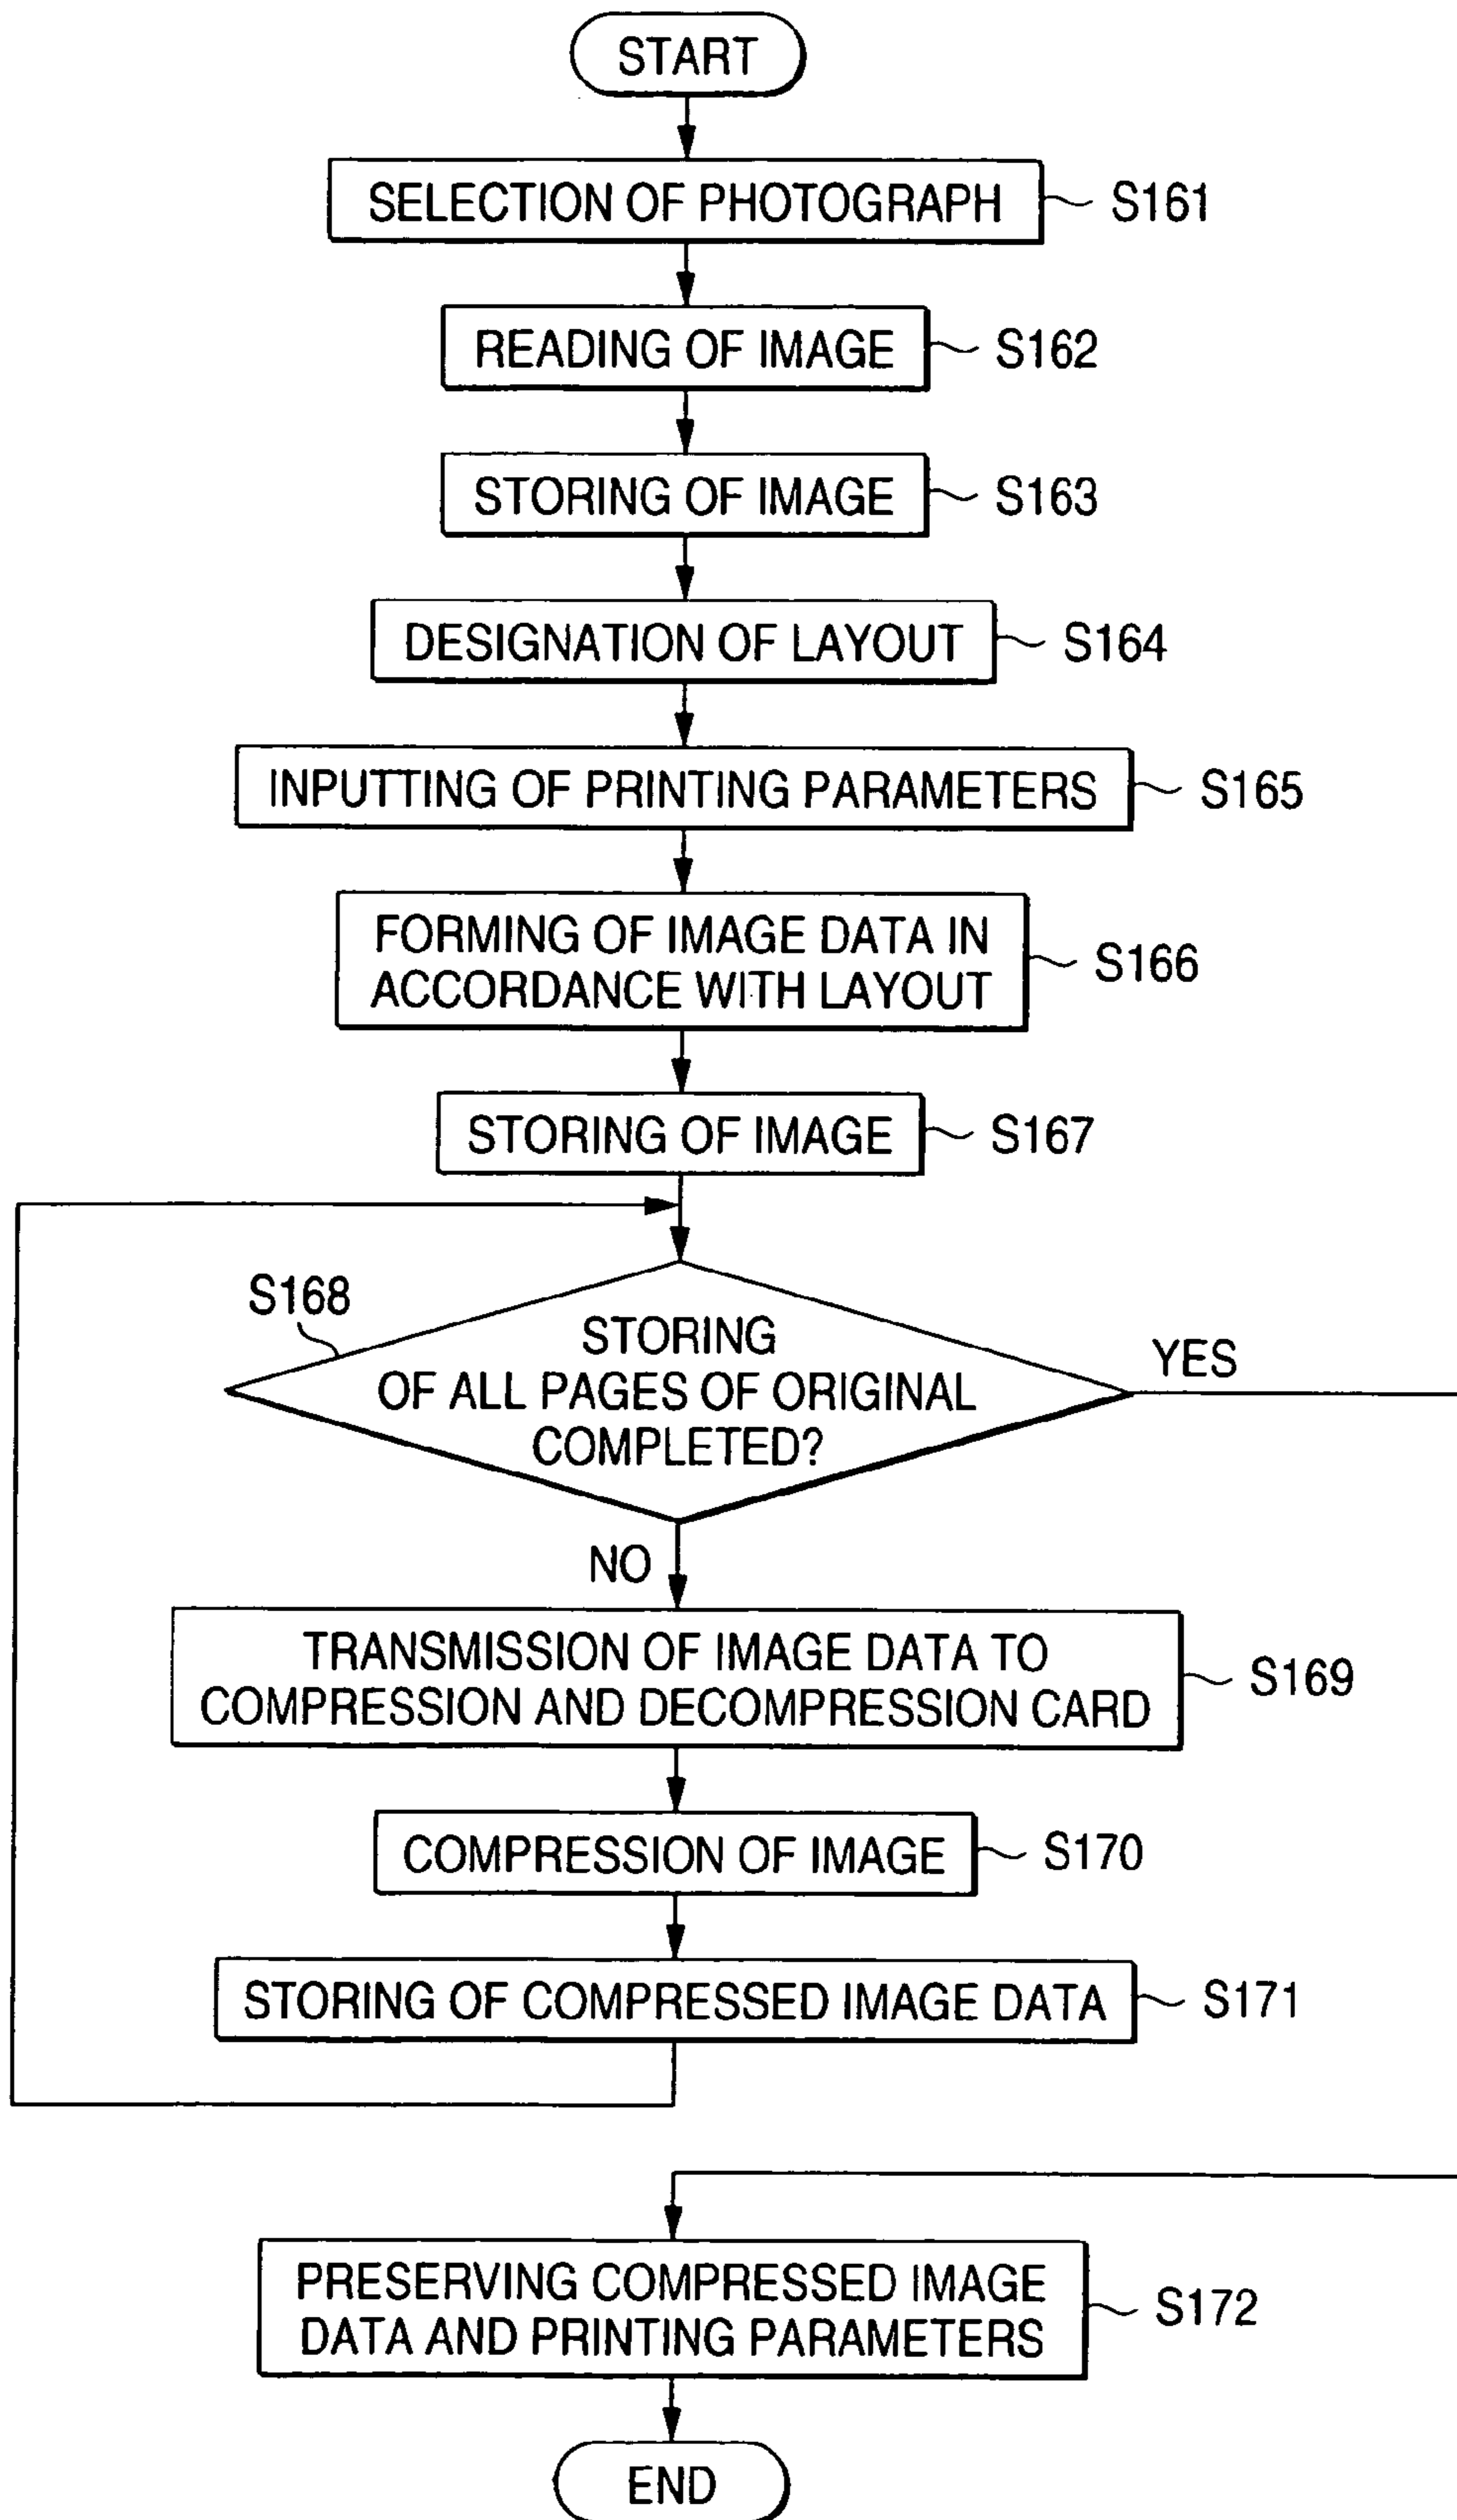 START
SELECTION OF PHOTOGRAPH
S161
READING OF IMAGE
S162
STORING OF IMAGE
S163
DESIGNATION OF LAYOUT
S164
INPUTTING OF PRINTING PARAMETERS
S165
FORMING OF IMAGE DATA IN
ACCORDANCE WITH LAYOUT
S166
STORING OF IMAGE
S167
S168
STORING
OF ALL PAGES OF ORIGINAL
COMPLETED?
YES
NO
TRANSMISSION OF IMAGE DATA TO
COMPRESSION AND DECOMPRESSION CARD
S169
COMPRESSION OF IMAGE
S170
STORING OF COMPRESSED IMAGE DATA
S171
PRESERVING COMPRESSED IMAGE
DATA AND PRINTING PARAMETERS
S172
END